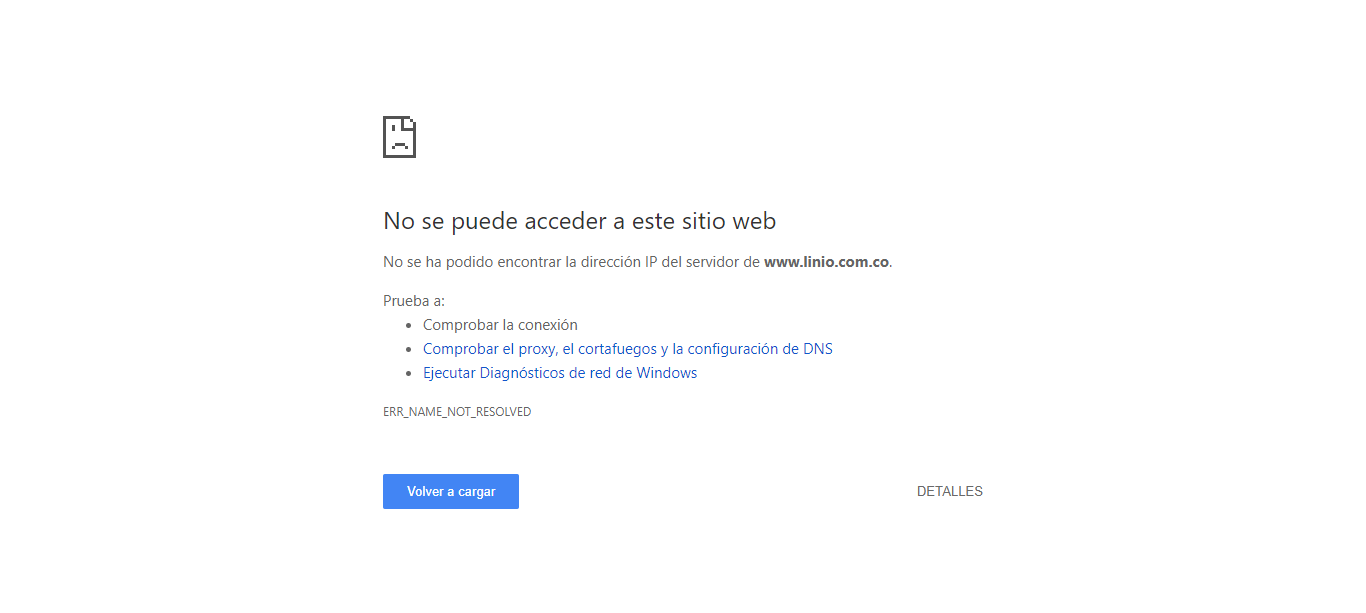 No se puede acceder a este sitio web
No se ha podido encontrar la dirección IP del servidor de www.linio.com.co.
Prueba a:
• Comprobar la conexión
• Comprobar el proxy, el cortafuegos y la configuración de DNS
• Ejecutar Diagnósticos de red de Windows
ERR_NAME_NOT_RESOLVED
Volver a cargar
DETALLES